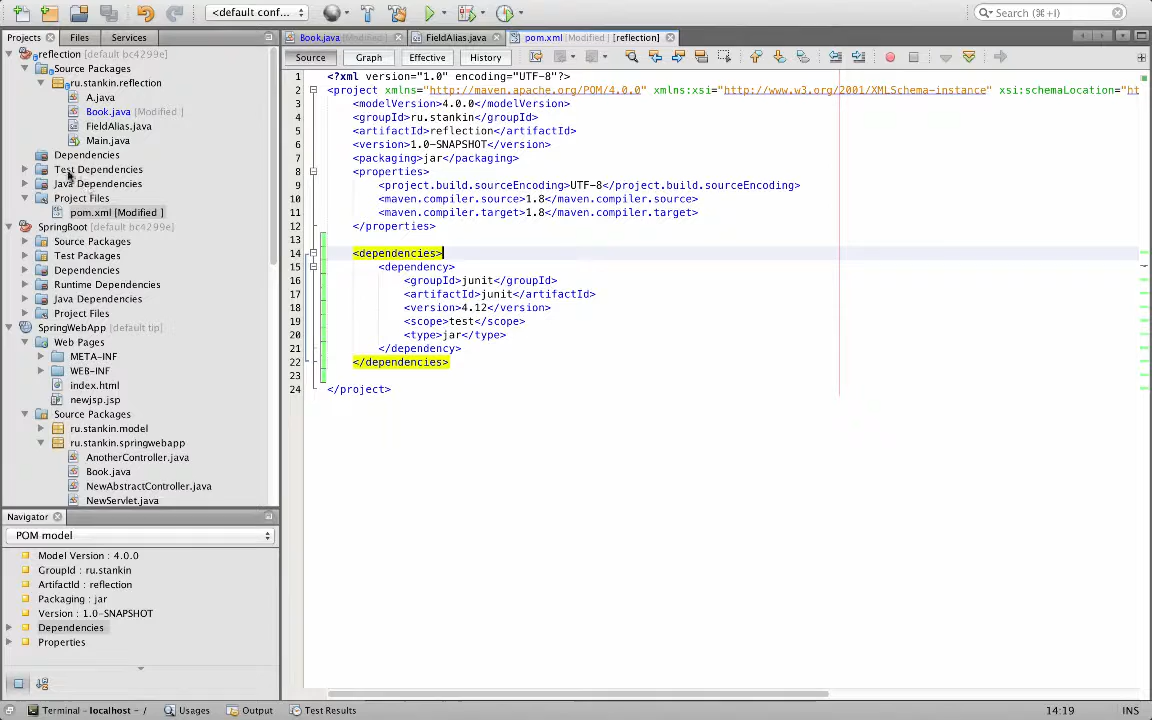 <default conf...
Search (⌘+I)
Projects
Files
Services
Book.java [Modified ]
FieldAlias.java
pom.xml [Modified ] [reflection]
Source
Graph
Effective
History
reflection [default bc4299e]
Source Packages
ru.stankin.reflection
A.java
Book.java [Modified ]
FieldAlias.java
Main.java
Dependencies
Test Dependencies
Java Dependencies
Project Files
pom.xml [Modified ]
SpringBoot [default bc4299e]
Source Packages
Test Packages
Dependencies
Runtime Dependencies
Java Dependencies
Project Files
SpringWebApp [default tip]
Web Pages
META-INF
WEB-INF
index.html
newjsp.jsp
Source Packages
ru.stankin.model
ru.stankin.springwebapp
AnotherController.java
Book.java
NewAbstractController.java
NewServlet.java
1 <?xml version="1.0" encoding="UTF-8"?>
2 <project xmlns="http://maven.apache.org/POM/4.0.0" xmlns:xsi="http://www.w3.org/2001/XMLSchema-instance" xsi:schemaLocation="ht
3 <modelVersion>4.0.0</modelVersion>
4 <groupId>ru.stankin</groupId>
5 <artifactId>reflection</artifactId>
6 <version>1.0-SNAPSHOT</version>
7 <packaging>jar</packaging>
8 <properties>
9 <project.build.sourceEncoding>UTF-8</project.build.sourceEncoding>
10 <maven.compiler.source>1.8</maven.compiler.source>
11 <maven.compiler.target>1.8</maven.compiler.target>
12 </properties>
13
14 <dependencies>
15 <dependency>
16 <groupId>junit</groupId>
17 <artifactId>junit</artifactId>
18 <version>4.12</version>
19 <scope>test</scope>
20 <type>jar</type>
21 </dependency>
22 </dependencies>
23
24 </project>
Navigator
POM model
Model Version : 4.0.0
GroupId : ru.stankin
ArtifactId : reflection
Packaging : jar
Version : 1.0-SNAPSHOT
Dependencies
Properties
Terminal - localhost - /
Usages
Output
Test Results
14:19
INS